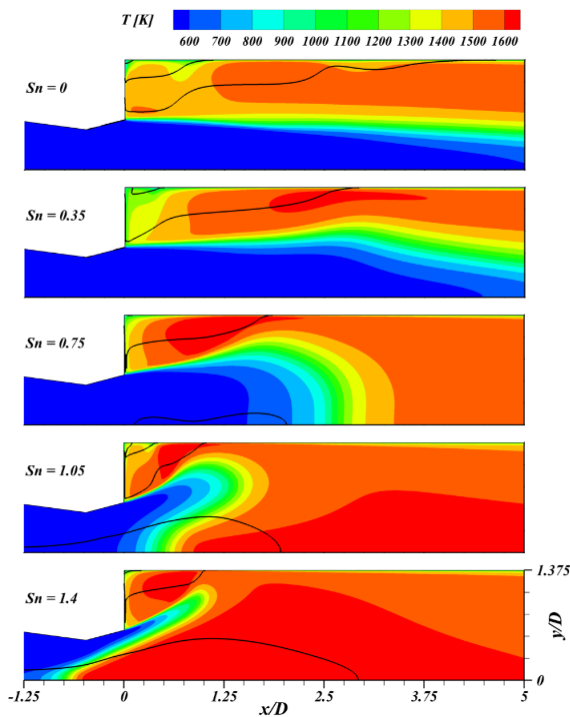 T [K]
600 700 800 900 1000 1100 1200 1300 1400 1500 1600
Sn = 0
Sn = 0.35
Sn = 0.75
Sn = 1.05
Sn = 1.4
1.375
y/D
0
-1.25 0 1.25 2.5 3.75 5
x/D